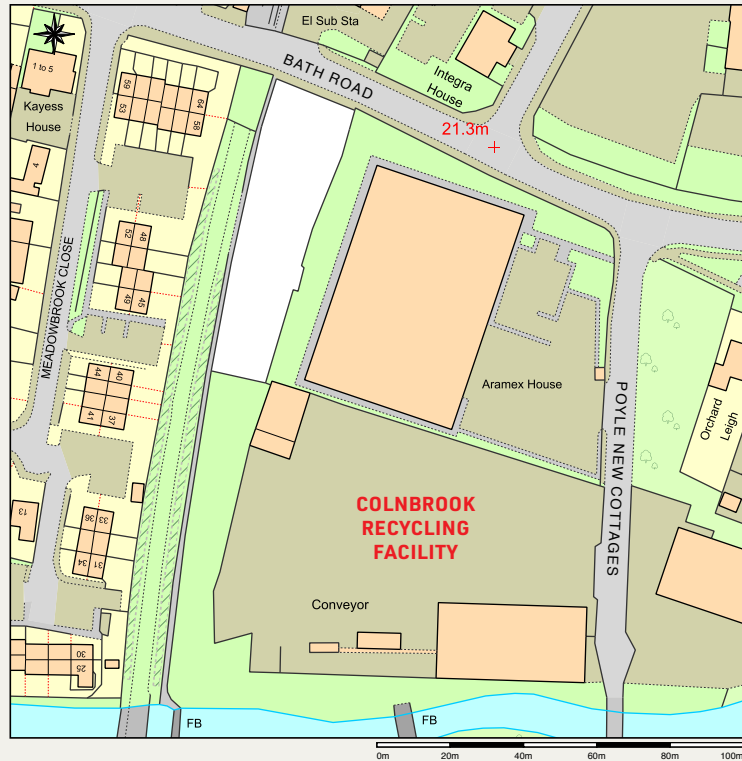 El Sub Sta
BATH ROAD
1 to 5
Kayess
House
Integra
House
21.3m
59
53
64
58
4
48
52
45
49
MEADOWBROOK CLOSE
44
40
41
37
Aramex House
POYLE NEW COTTAGES
Orchard
Leigh
COLNBROOK
RECYCLING
FACILITY
13
36
33
34
31
Conveyor
30
25
FB
FB
0m
20m
40m
60m
80m
100m